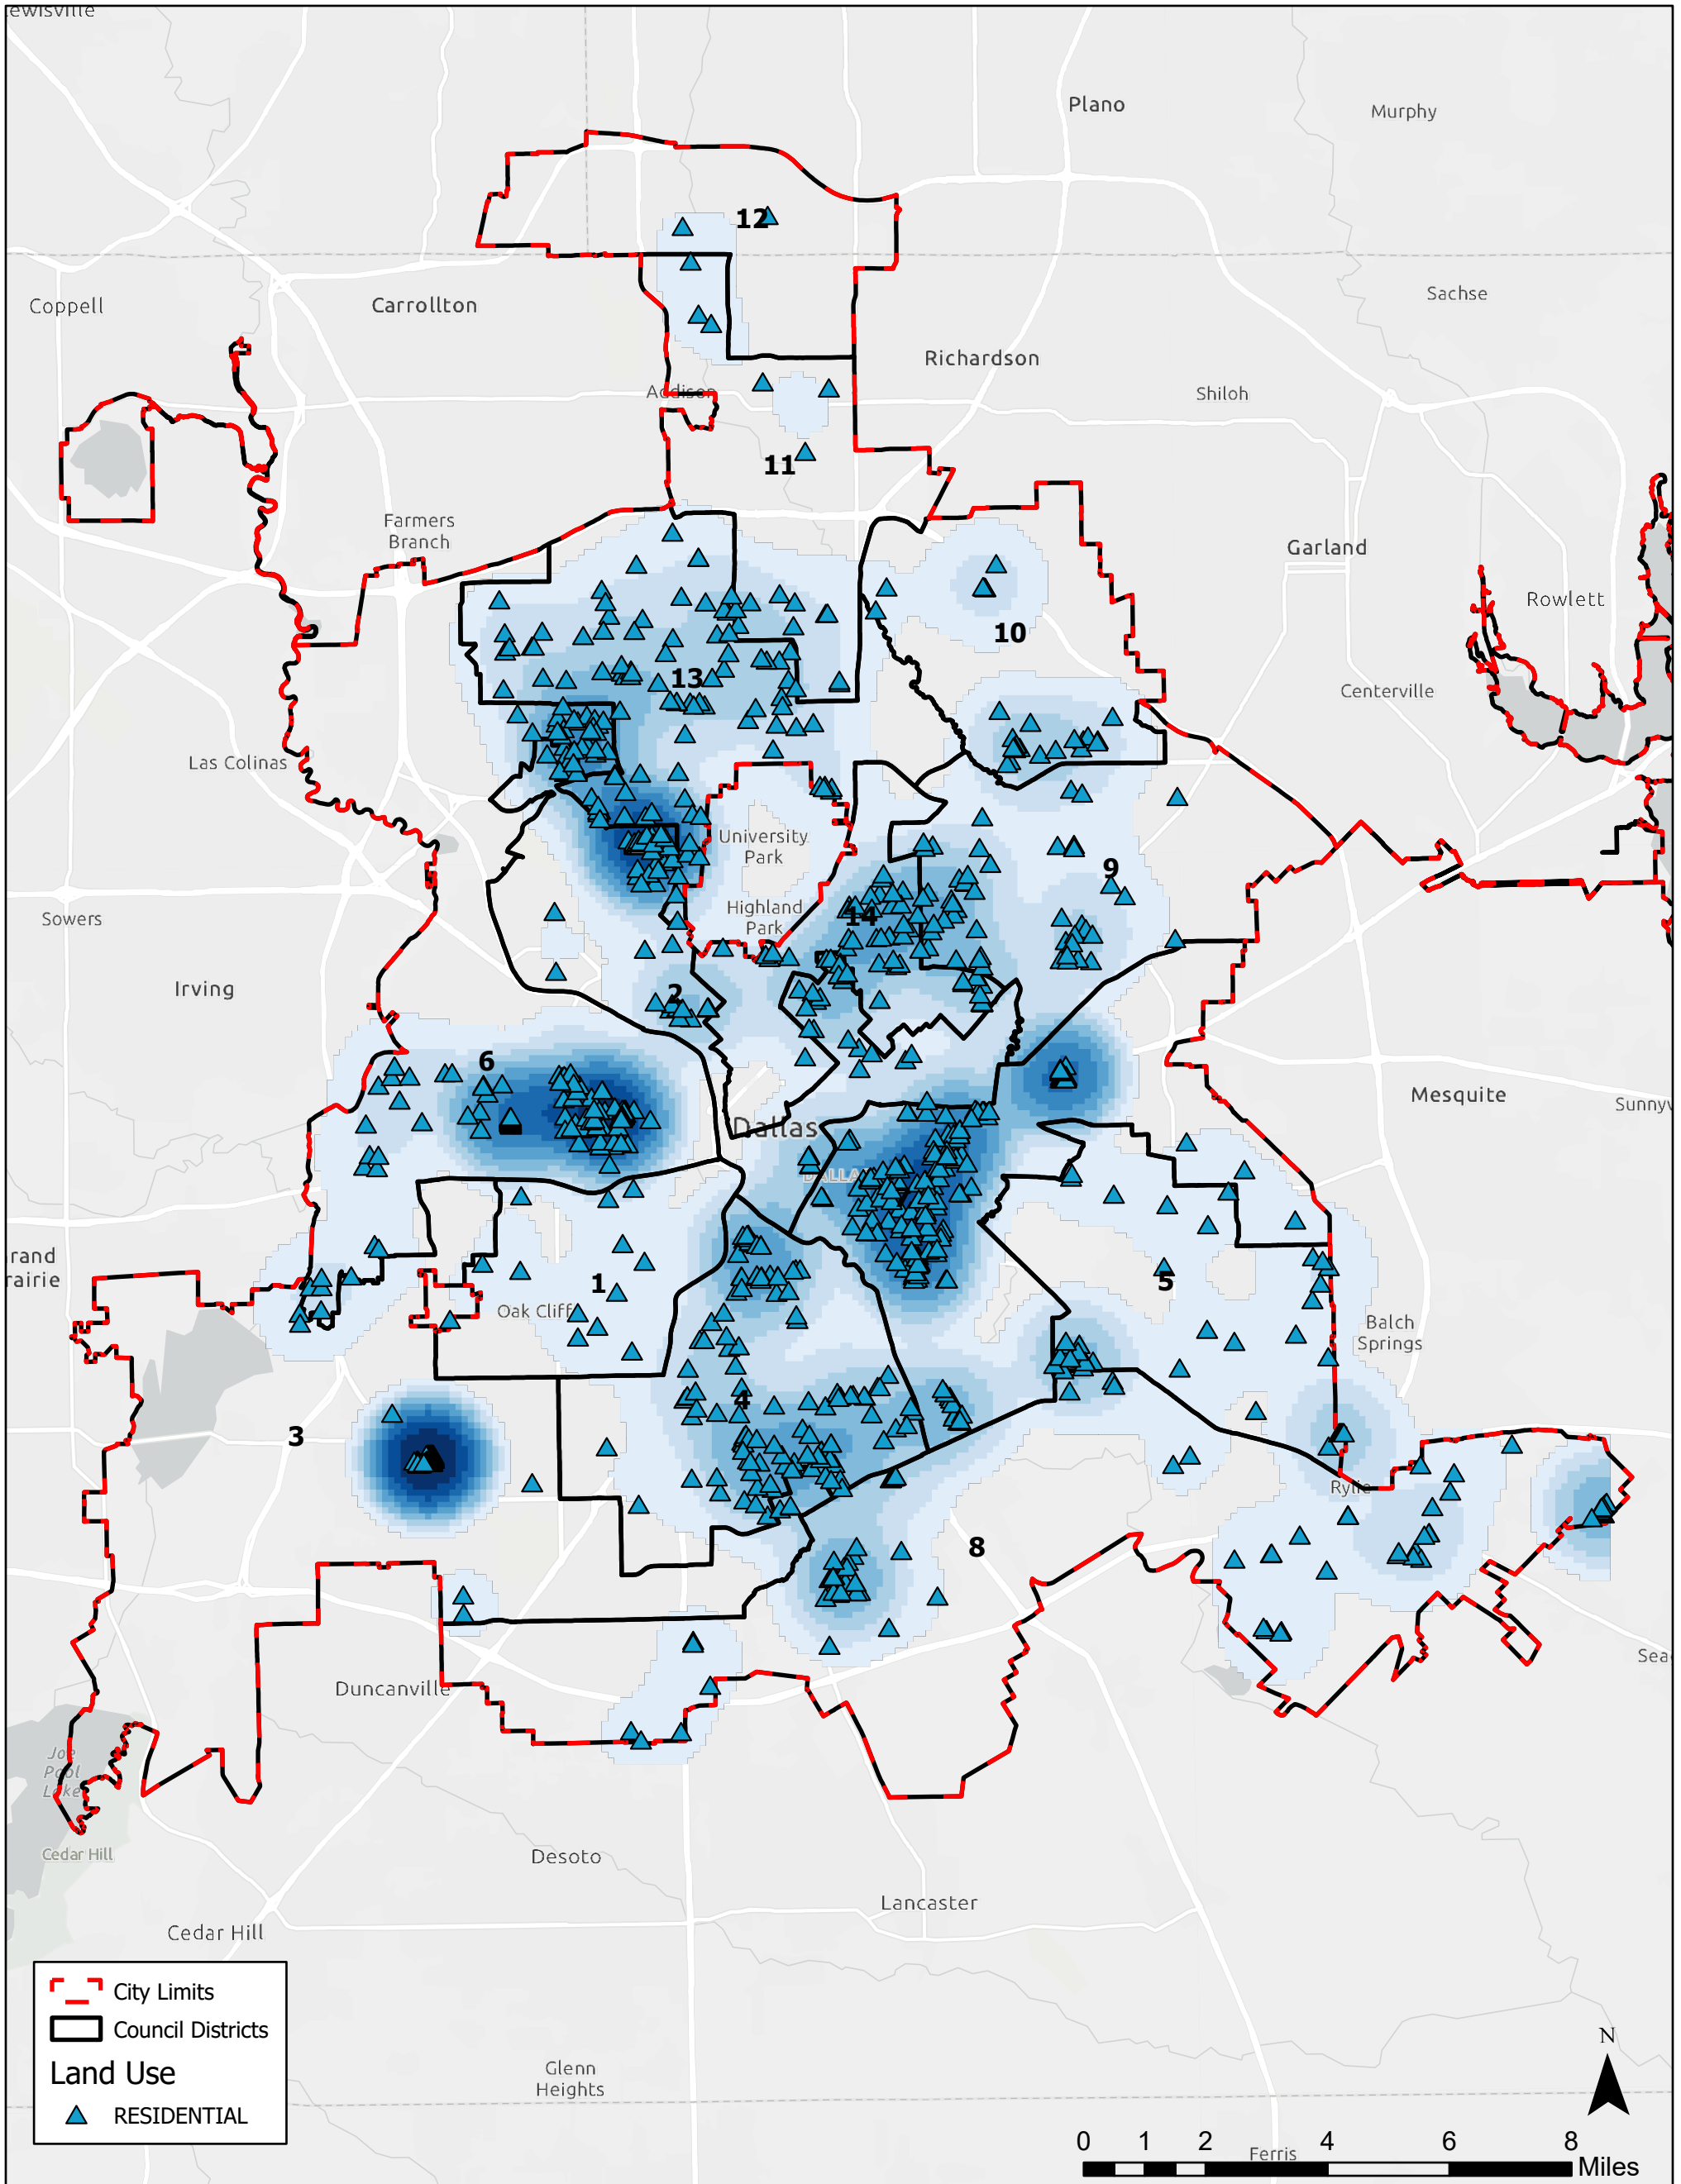 ewisville
Plano
Murphy
12
Coppell
Carrollton
Sachse
Richardson
Addison
Shiloh
11
Farmers
Branch
Garland
Rowlett
10
13
Centerville
Las Colinas
University
Park
9
Sowers
Highland
Park
14
Irving
2
6
Mesquite
Sunnyv
Dallas
rand
rairie
1
5
Oak Cliff
Balch
Springs
4
3
Rylie
8
Sea
Duncanville
Joe
Pool
Lake
Cedar Hill
Desoto
Lancaster
Cedar Hill
City Limits
Council Districts
Land Use
RESIDENTIAL
Glenn
Heights
N
0 1 2 4 6 8
Miles
Ferris